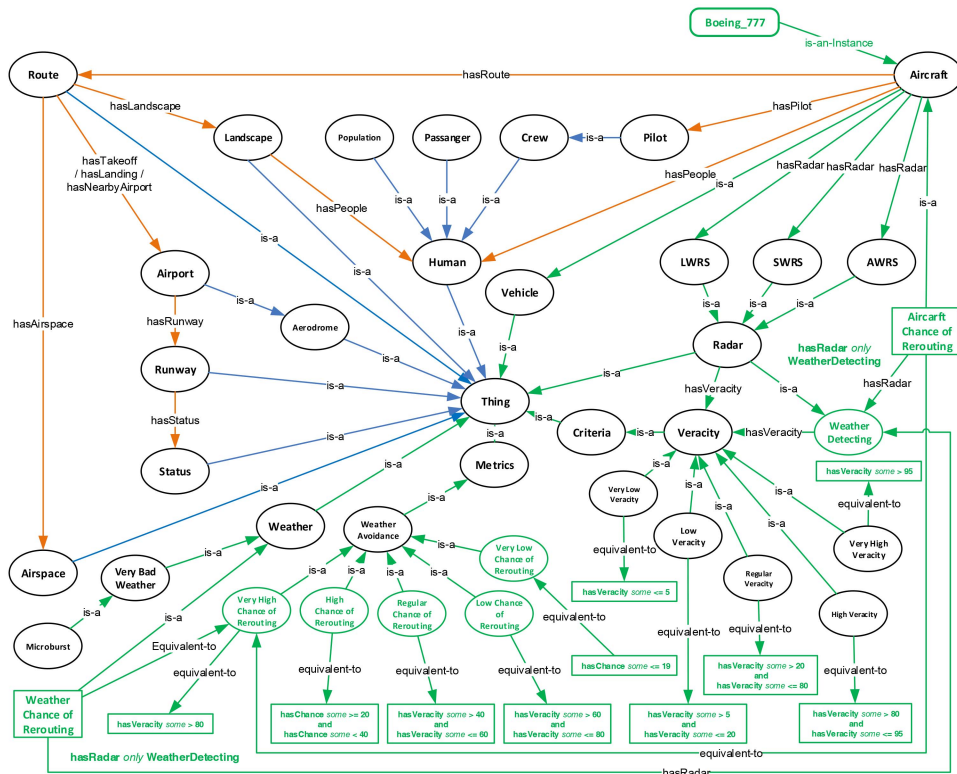 Boeing_777
is-an-Instance
Route
hasRoute
Aircraft
hasLandscape
hasPilot
Landscape
Population
Passanger
Crew
is-a
Pilot
hasTakeoff
/ hasLanding /
hasNearbyAirport
hasPeople
hasPeople
is-a
hasRadar
hasRadar
hasRadar
is-a
is-a
is-a
is-a
is-a
Human
LWRS
SWRS
AWRS
Airport
Vehicle
is-a
is-a
is-a
is-a
is-a
is-a
hasAirspace
hasRunway
Aerodrome
is-a
is-a
Aircarft
Chance of
Rerouting
Radar
hasRadar only
WeatherDetecting
Runway
is-a
is-a
is-a
hasRadar
hasVeracity
hasStatus
Thing
is-a
Criteria
is-a
Veracity
hasVeracity
Weather
Detecting
is-a
is-a
Status
Metrics
is-a
is-a
is-a
is-a
hasVeracity some > 95
Very Low
Veracity
is-a
is-a
is-a
is-a
equivalent-to
Weather
Weather
Avoidance
is-a
Low
Veracity
Very High
Veracity
is-a
Very Low
Chance of
Rerouting
equivalent-to
Airspace
Very Bad
Weather
is-a
is-a
is-a
is-a
is-a
Regular
Veracity
hasVeracity some <= 5
is-a
is-a
Very High
Chance of
Rerouting
High
Chance of
Rerouting
Regular
Chance of
Rerouting
Low Chance
of
Rerouting
High Veracity
Microburst
Equivalent-to
equivalent-to
equivalent-to
equivalent-to
equivalent-to
equivalent-to
equivalent-to
equivalent-to
equivalent-to
hasChance some <= 19
hasVeracity some > 20
and
hasVeracity some <= 80
Weather
Chance of
Rerouting
hasVeracity some > 80
hasChance some >= 20
and
hasChance some < 40
hasVeracity some > 40
and
hasVeracity some <= 60
hasVeracity some > 60
and
hasVeracity some <= 80
hasVeracity some > 5
and
hasVeracity some <= 20
hasVeracity some > 80
and
hasVeracity some <= 95
hasRadar only WeatherDetecting
equivalent-to
hasRadar